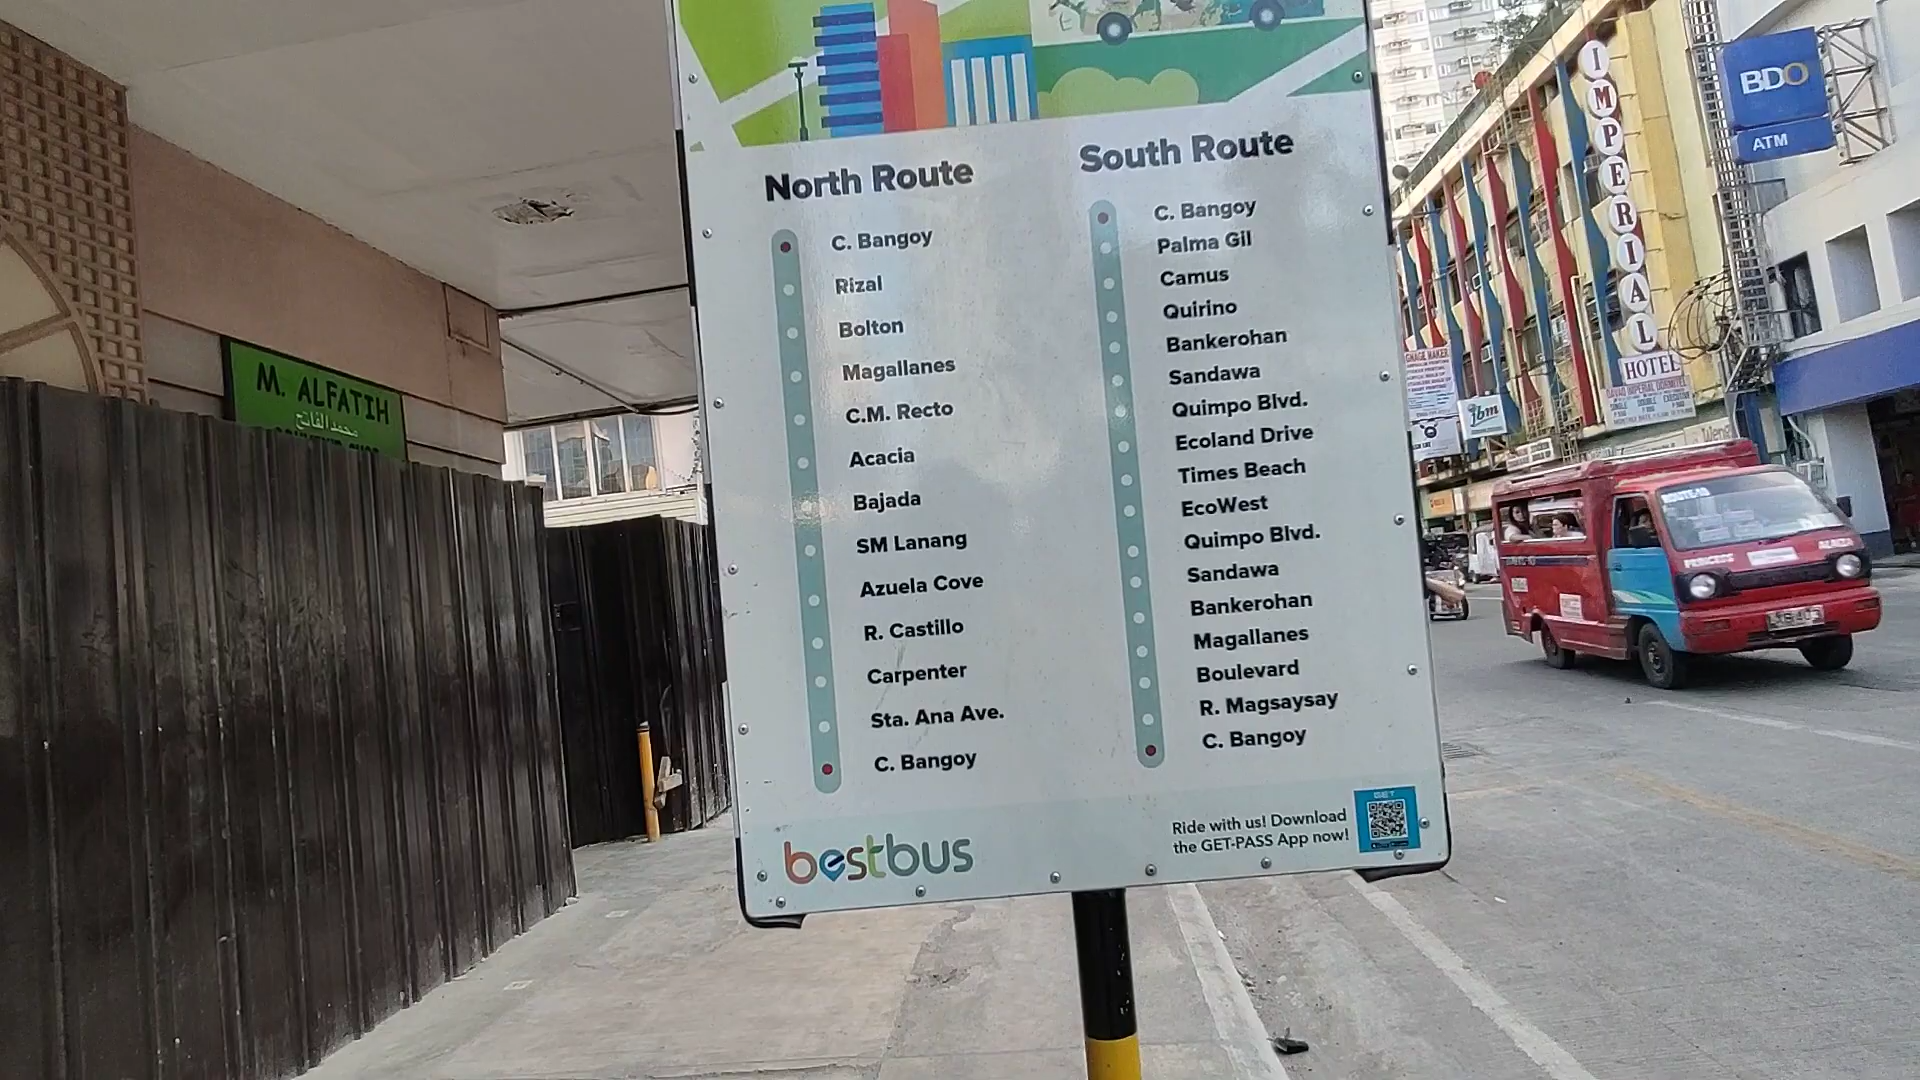 North Route
C. Bangoy
Rizal
Bolton
Magallanes
C.M. Recto
Acacia
Bajada
SM Lanang
Azuela Cove
R. Castillo
Carpenter
Sta. Ana Ave.
C. Bangoy
South Route
C. Bangoy
Palma Gil
Camus
Quirino
Bankerohan
Sandawa
Quimpo Blvd.
Ecoland Drive
Times Beach
EcoWest
Quimpo Blvd.
Sandawa
Bankerohan
Magallanes
Boulevard
R. Magsaysay
C. Bangoy
bestbus
Ride with us! Download
the GET-PASS App now!
GET
M. ALFATIH
محمدالفاتح
IMPERIAL
HOTEL
BDO
ATM
ibm
PRINCESS